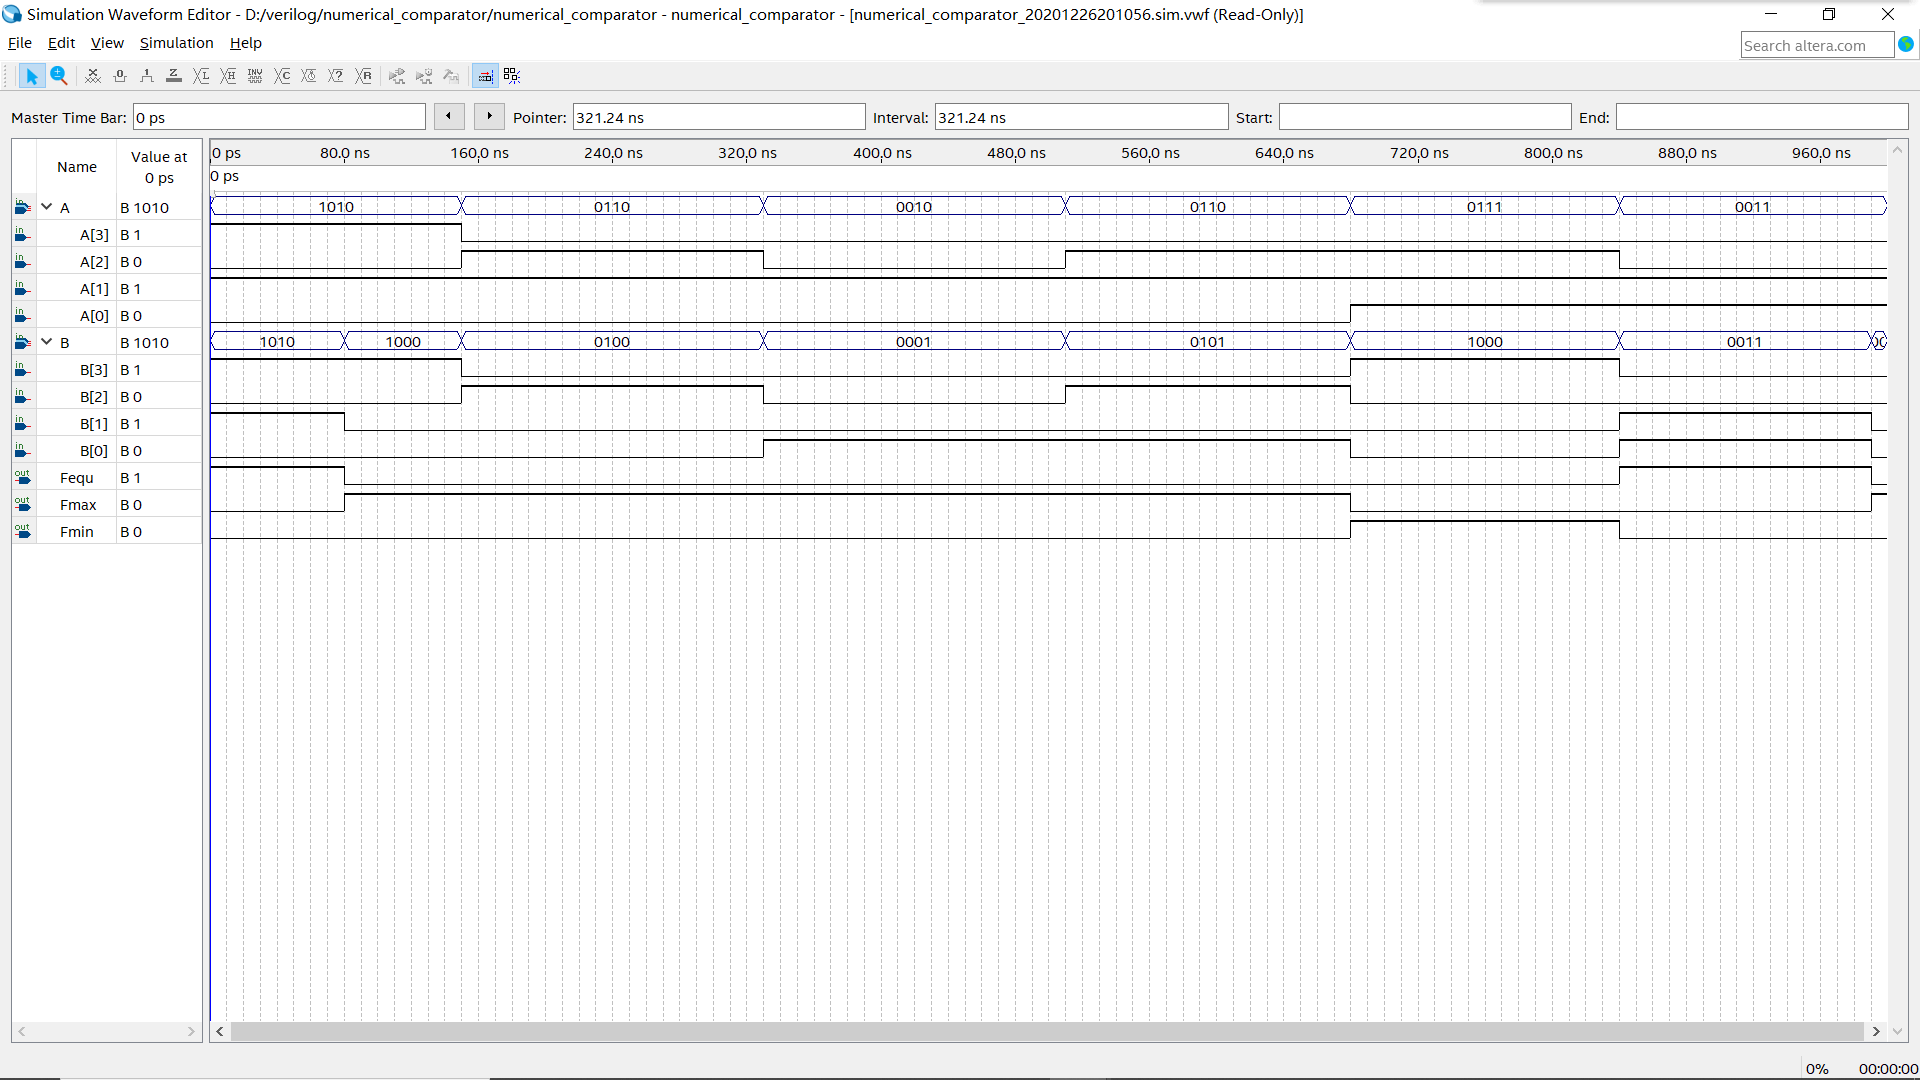 Simulation Waveform Editor - D:/verilog/numerical_comparator/numerical_comparator - numerical_comparator - [numerical_comparator_20201226201056.sim.vwf (Read-Only)]
File Edit View Simulation Help
Search altera.com
Master Time Bar: 0 ps Pointer: 321.24 ns Interval: 321.24 ns Start: End:
Name Value at 0 ps
0 ps 80.0 ns 160.0 ns 240.0 ns 320.0 ns 400.0 ns 480.0 ns 560.0 ns 640.0 ns 720.0 ns 800.0 ns 880.0 ns 960.0 ns
0 ps
A B 1010 1010 0110 0010 0110 0111 0011
A[3] B 1
A[2] B 0
A[1] B 1
A[0] B 0
B B 1010 1010 1000 0100 0001 0101 1000 0011
B[3] B 1
B[2] B 0
B[1] B 1
B[0] B 0
Fequ B 1
Fmax B 0
Fmin B 0
0% 00:00:00